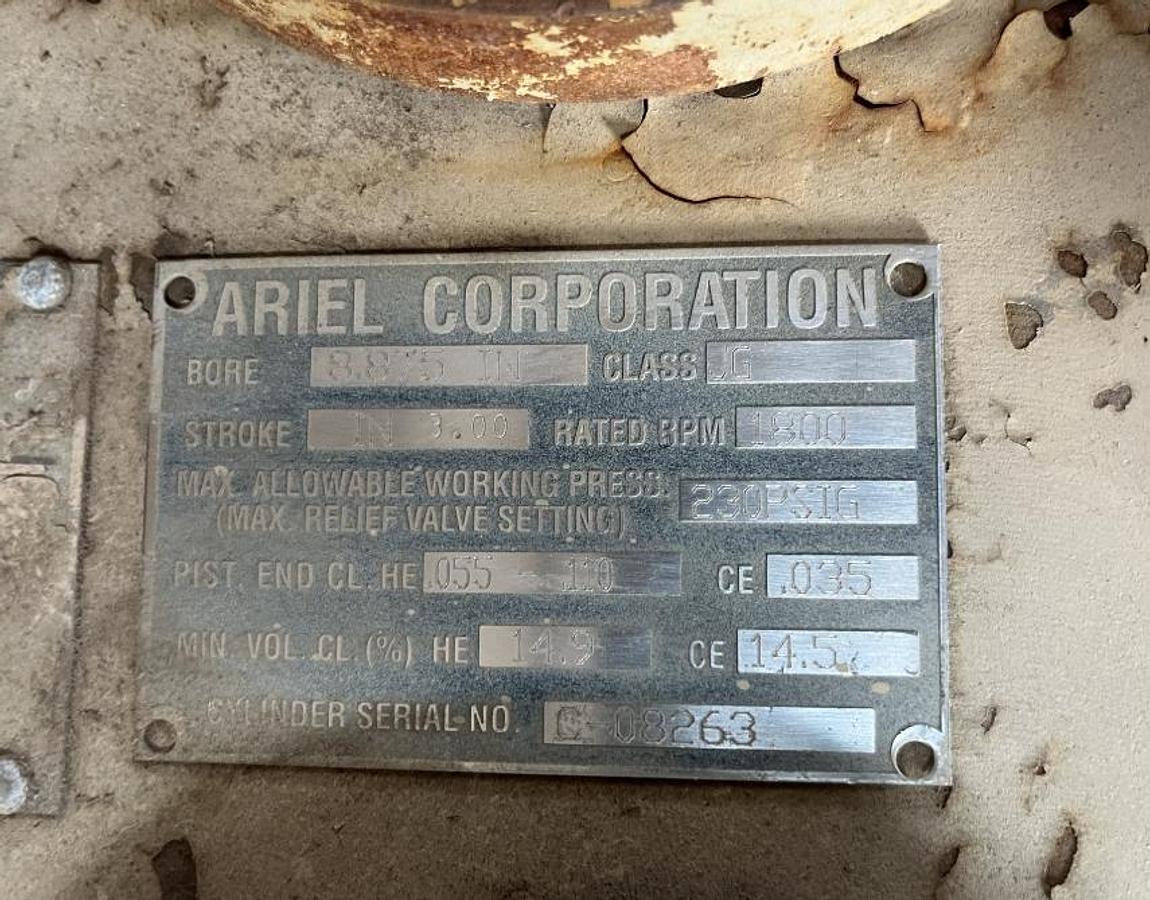 ARIEL CORPORATION
BORE 8.875 IN CLASS JG
STROKE IN 3.00 RATED RPM 1800
MAX. ALLOWABLE WORKING PRESS. 230PSIG
(MAX. RELIEF VALVE SETTING)
PIST. END CL. HE .055 - .110 CE .035
MIN. VOL. CL. (%) HE 14.9 CE 14.5
CYLINDER SERIAL NO. C-08263